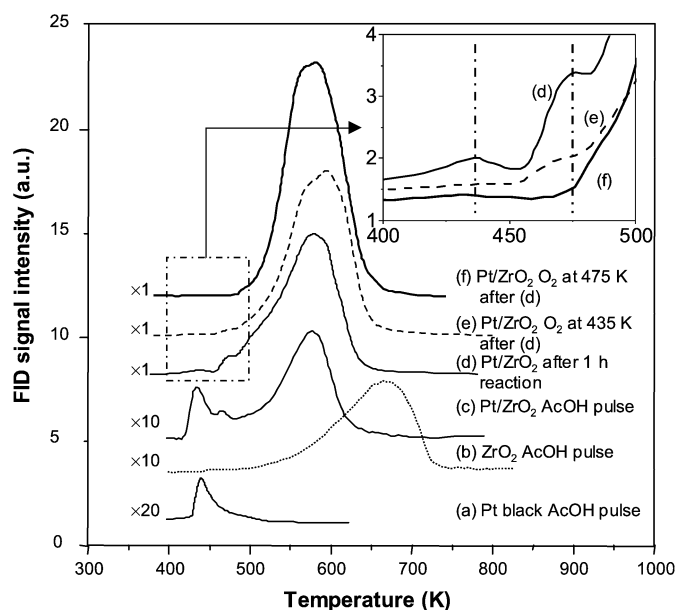 25
20
15
10
5
0
FID signal intensity (a.u.)
300 400 500 600 700 800 900 1000
Temperature (K)
4
3
2
1
400 450 500
(d)
(e)
(f)
×1
(f) Pt/ZrO2 O2 at 475 K
after (d)
×1
(e) Pt/ZrO2 O2 at 435 K
after (d)
×1
(d) Pt/ZrO2 after 1 h
reaction
×10
(c) Pt/ZrO2 AcOH pulse
×10
(b) ZrO2 AcOH pulse
×20
(a) Pt black AcOH pulse